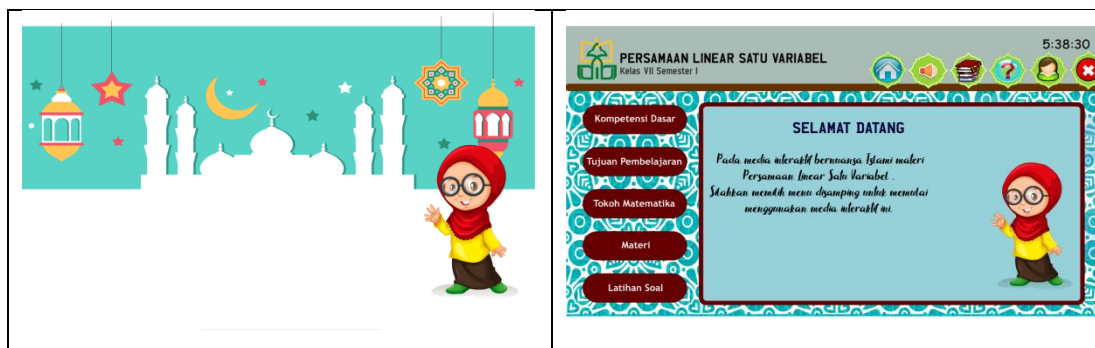 5:38:30
PERSAMAAN LINEAR SATU VARIABEL
Kelas VII Semester I
Kompetensi Dasar
Tujuan Pembelajaran
Tokoh Matematika
Materi
Latihan Soal
SELAMAT DATANG
Pada media interaktif bernuansa Islami materi
Persamaan Linear Satu Variabel .
Silahkan memilih menu disamping untuk memulai
menggunakan media interaktif ini.